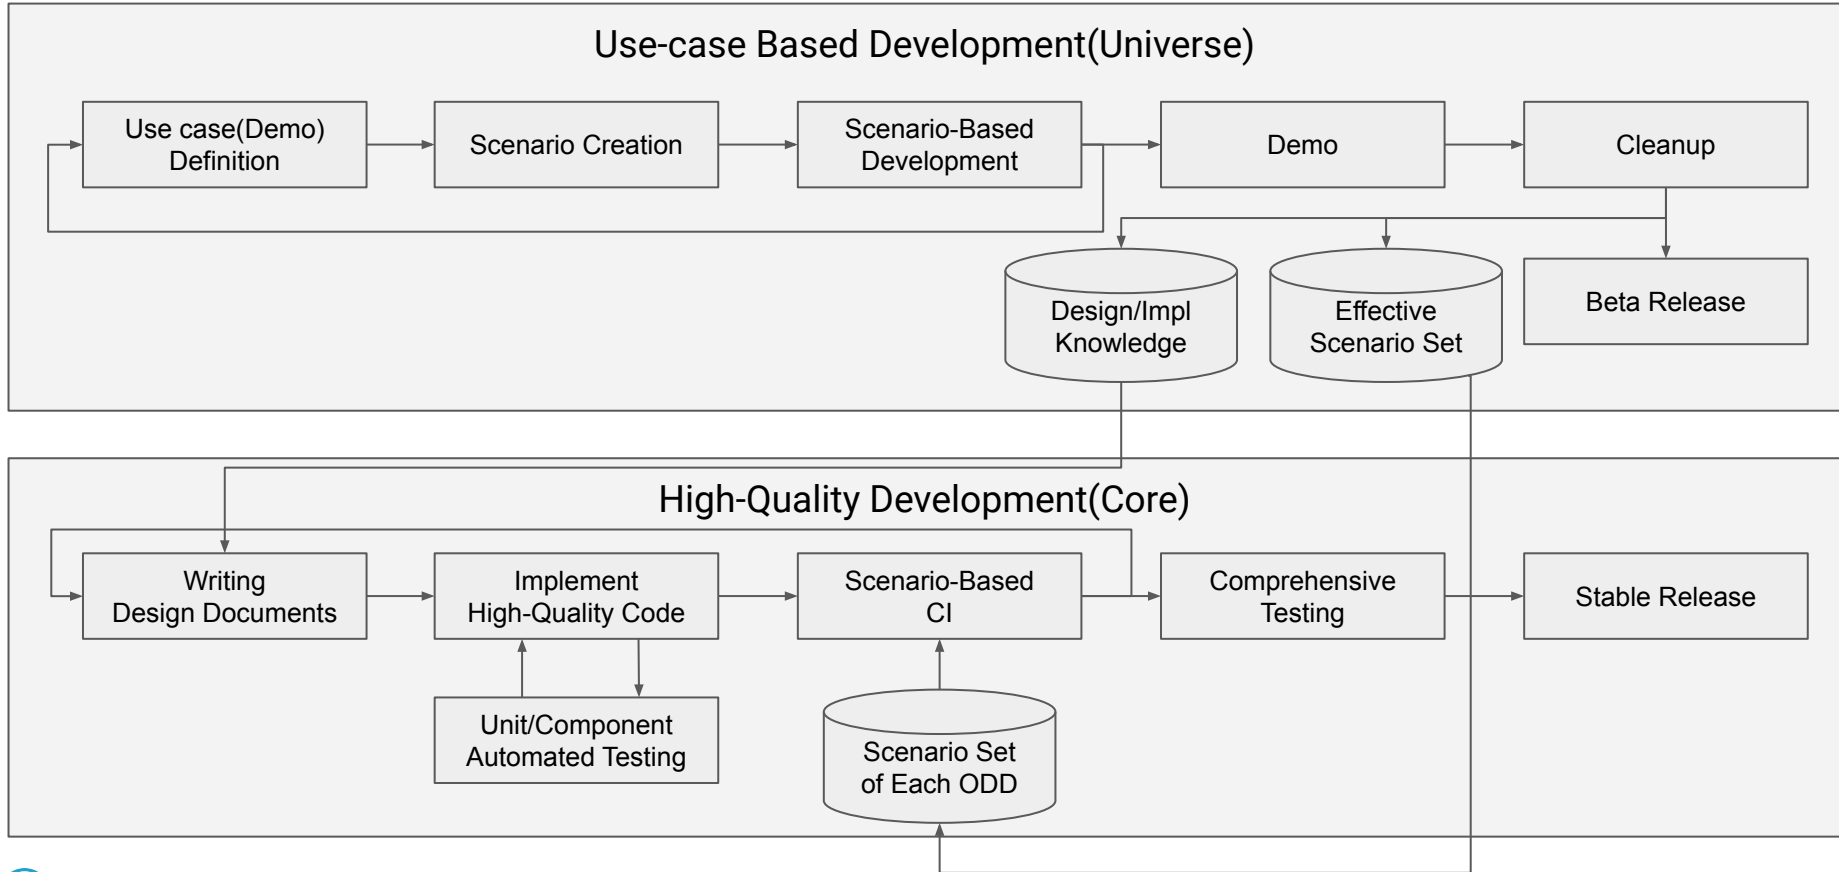 Use-case Based Development(Universe)
Use case(Demo)
Definition
Scenario Creation
Scenario-Based
Development
Demo
Cleanup
Design/Impl
Knowledge
Effective
Scenario Set
Beta Release
High-Quality Development(Core)
Writing
Design Documents
Implement
High-Quality Code
Scenario-Based
CI
Comprehensive
Testing
Stable Release
Unit/Component
Automated Testing
Scenario Set
of Each ODD